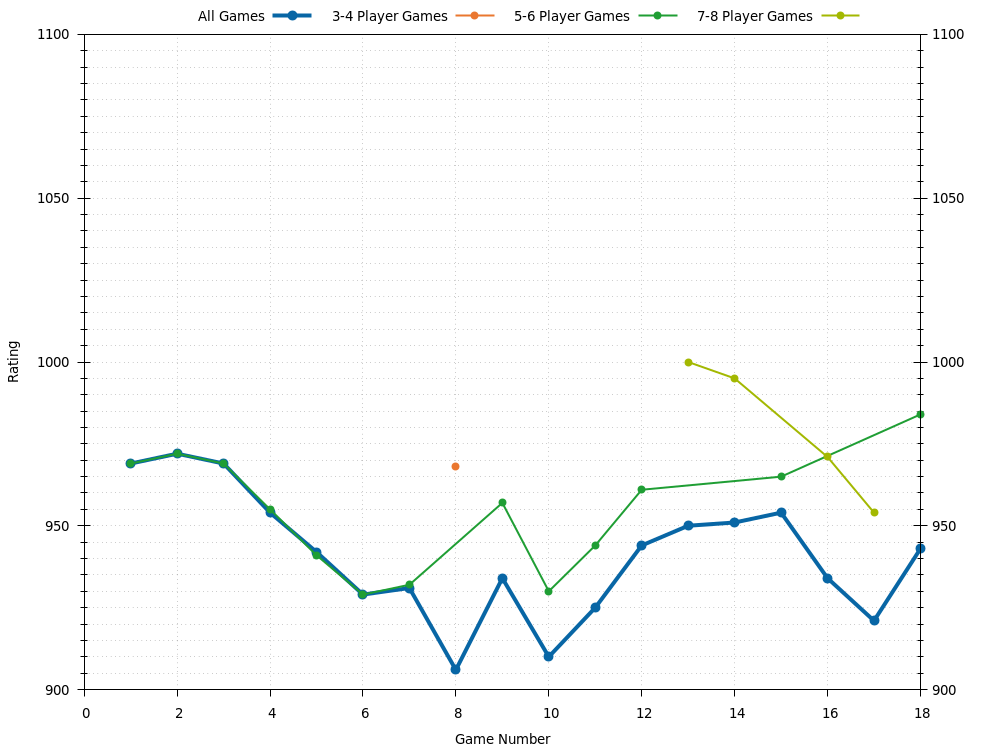 All Games 3-4 Player Games 5-6 Player Games 7-8 Player Games
1100 1100
1050 1050
1000 1000
Rating
950 950
900 900
0 2 4 6 8 10 12 14 16 18
Game Number